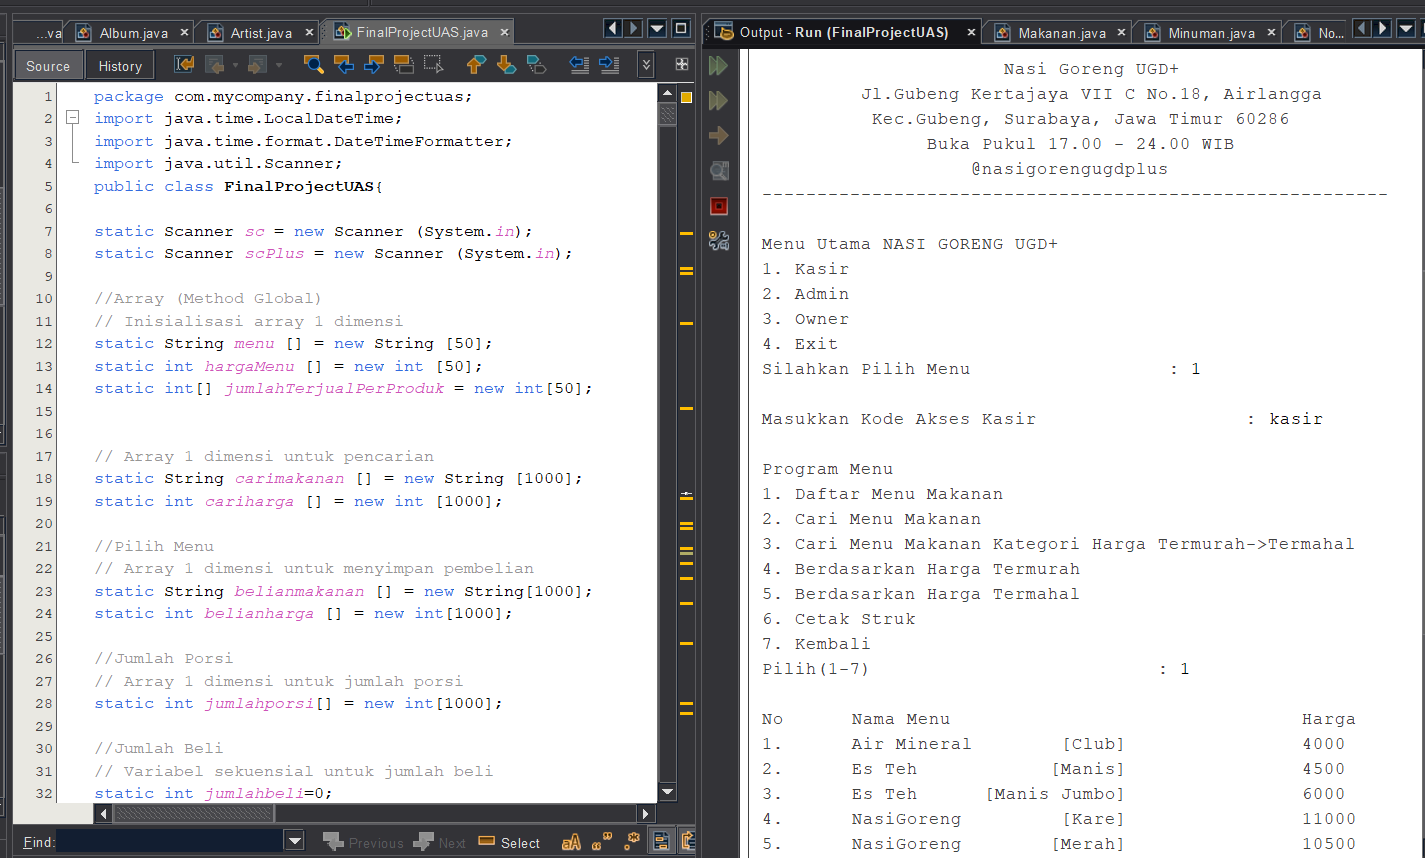 ...va
Album.java
Artist.java
FinalProjectUAS.java
Source
History
1 package com.mycompany.finalprojectuas;
2 import java.time.LocalDateTime;
3 import java.time.format.DateTimeFormatter;
4 import java.util.Scanner;
5 public class FinalProjectUAS{
6
7 static Scanner sc = new Scanner (System.in);
8 static Scanner scPlus = new Scanner (System.in);
9
10 //Array (Method Global)
11 // Inisialisasi array 1 dimensi
12 static String menu [] = new String [50];
13 static int hargaMenu [] = new int [50];
14 static int[] jumlahTerjualPerProduk = new int[50];
15
16
17 // Array 1 dimensi untuk pencarian
18 static String carimakanan [] = new String [1000];
19 static int cariharga [] = new int [1000];
20
21 //Pilih Menu
22 // Array 1 dimensi untuk menyimpan pembelian
23 static String belianmakanan [] = new String[1000];
24 static int belianharga [] = new int[1000];
25
26 //Jumlah Porsi
27 // Array 1 dimensi untuk jumlah porsi
28 static int jumlahporsi[] = new int[1000];
29
30 //Jumlah Beli
31 // Variabel sekuensial untuk jumlah beli
32 static int jumlahbeli=0;
Find:
Previous
Next
Select
Output - Run (FinalProjectUAS)
Makanan.java
Minuman.java
No...
Nasi Goreng UGD+
Jl.Gubeng Kertajaya VII C No.18, Airlangga
Kec.Gubeng, Surabaya, Jawa Timur 60286
Buka Pukul 17.00 - 24.00 WIB
@nasigorengugdplus
---------------------------------------------------------
Menu Utama NASI GORENG UGD+
1. Kasir
2. Admin
3. Owner
4. Exit
Silahkan Pilih Menu : 1
Masukkan Kode Akses Kasir : kasir
Program Menu
1. Daftar Menu Makanan
2. Cari Menu Makanan
3. Cari Menu Makanan Kategori Harga Termurah->Termahal
4. Berdasarkan Harga Termurah
5. Berdasarkan Harga Termahal
6. Cetak Struk
7. Kembali
Pilih(1-7) : 1
No Nama Menu Harga
1. Air Mineral [Club] 4000
2. Es Teh [Manis] 4500
3. Es Teh [Manis Jumbo] 6000
4. NasiGoreng [Kare] 11000
5. NasiGoreng [Merah] 10500